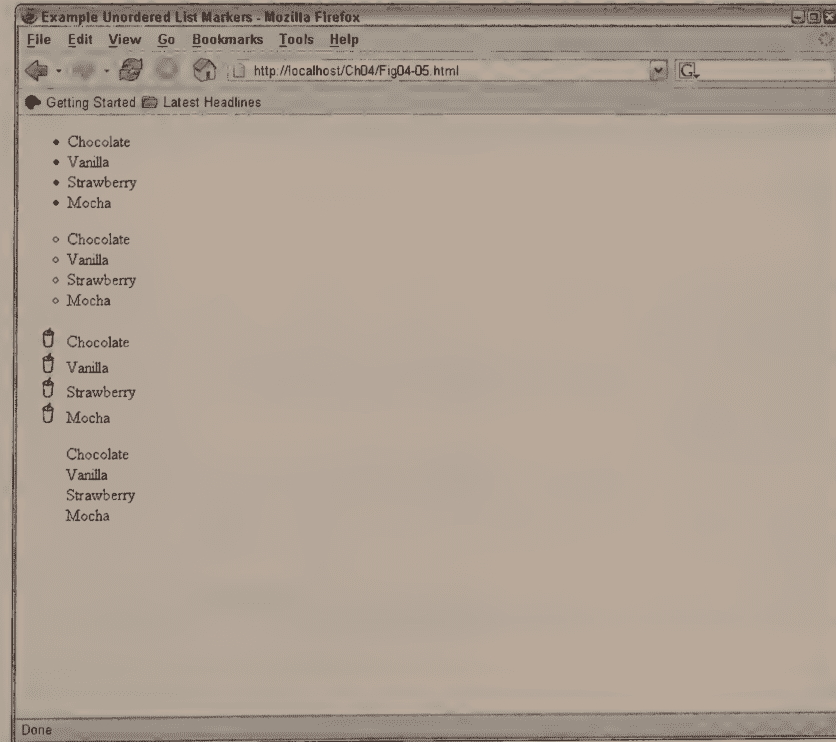 Example Unordered List Markers - Mozilla Firefox
File Edit View Go Bookmarks Tools Help
http://localhost/Ch04/Fig04-05.html
G
Getting Started Latest Headlines
• Chocolate
• Vanilla
• Strawberry
• Mocha
◦ Chocolate
◦ Vanilla
◦ Strawberry
◦ Mocha
Chocolate
Vanilla
Strawberry
Mocha
Chocolate
Vanilla
Strawberry
Mocha
Done